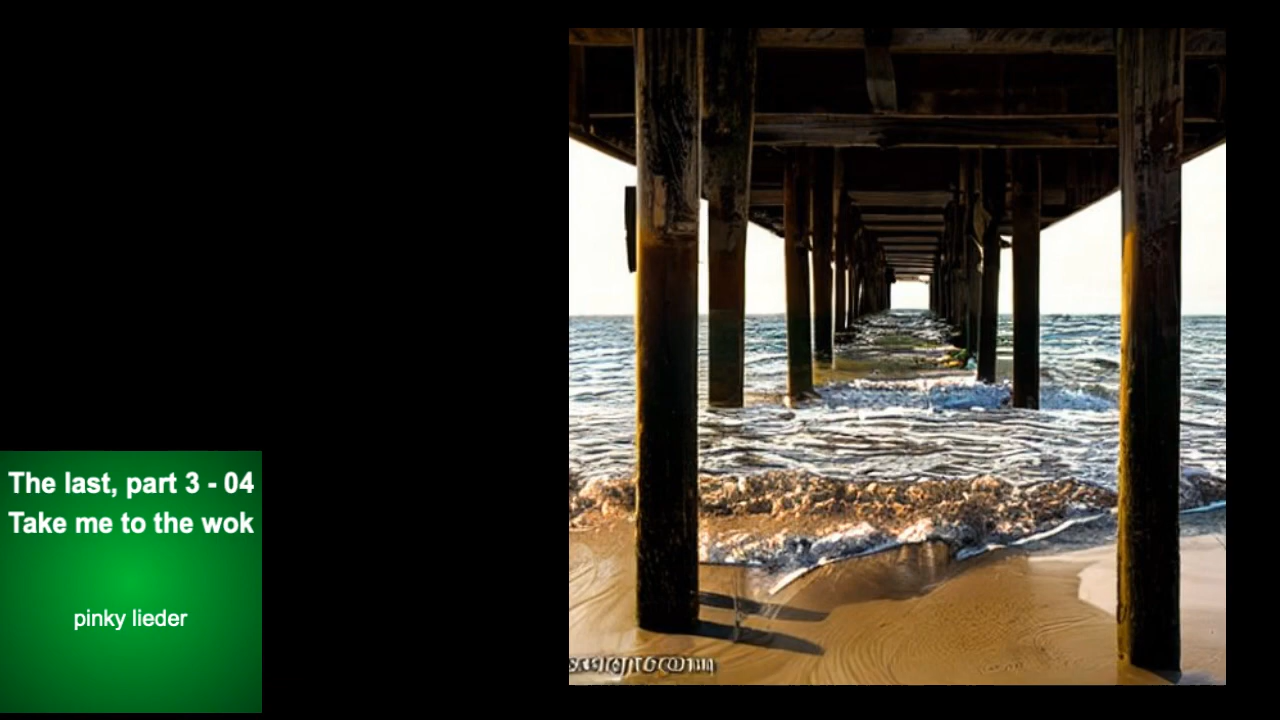 The last, part 3 - 04
Take me to the wok
pinky lieder